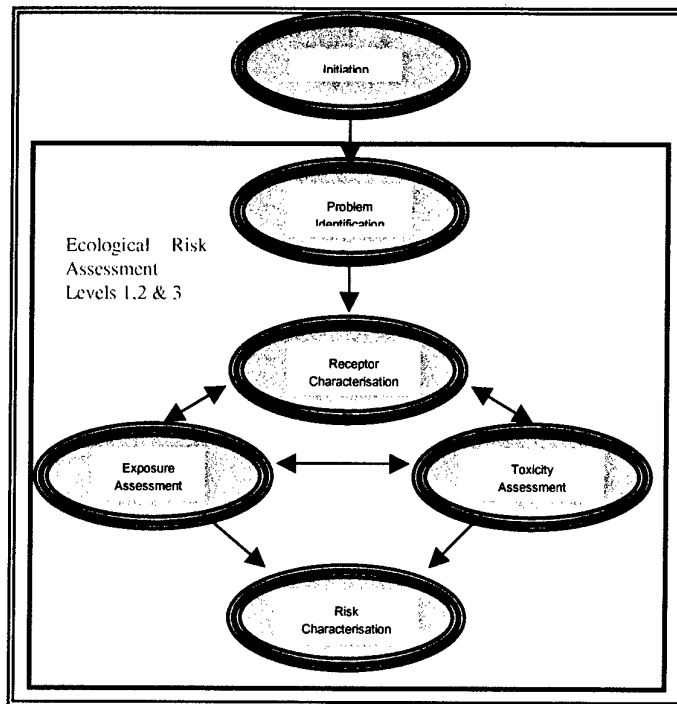 Initiation
Problem
Identification
Ecological Risk
Assessment
Levels 1,2 & 3
Receptor
Characterisation
Exposure
Assessment
Toxicity
Assessment
Risk
Characterisation